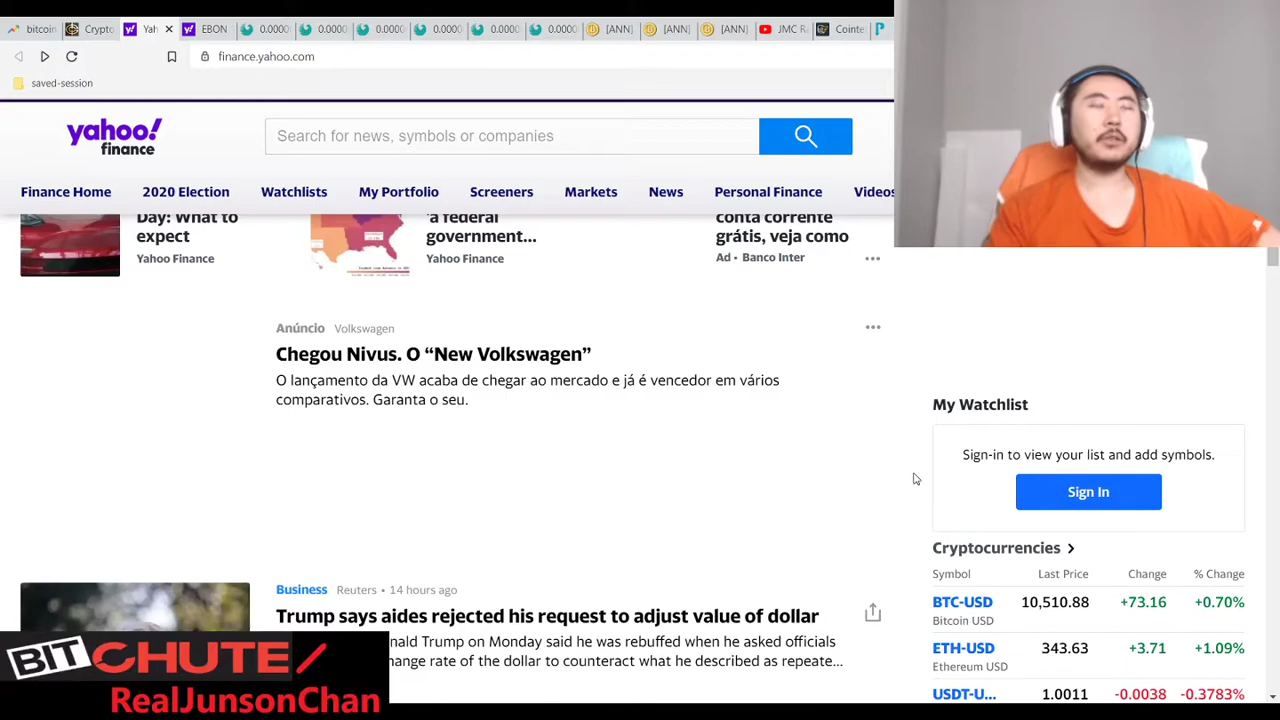 bitcoin
Crypto
Yah
EBON
0.0000
0.0000
0.0000
0.0000
0.0000
0.0000
[ANN]
[ANN]
[ANN]
JMC R
Cointe
finance.yahoo.com
saved-session
yahoo!
finance
Search for news, symbols or companies
Finance Home
2020 Election
Watchlists
My Portfolio
Screeners
Markets
News
Personal Finance
Videos
Day: What to
expect
Yahoo Finance
'a federal
government...
Yahoo Finance
conta corrente
grátis, veja como
Ad • Banco Inter
Anúncio Volkswagen
Chegou Nivus. O “New Volkswagen”
O lançamento da VW acaba de chegar ao mercado e já é vencedor em vários
comparativos. Garanta o seu.
My Watchlist
Sign-in to view your list and add symbols.
Sign In
Cryptocurrencies
Symbol Last Price Change % Change
BTC-USD 10,510.88 +73.16 +0.70%
Bitcoin USD
ETH-USD 343.63 +3.71 +1.09%
Ethereum USD
USDT-U... 1.0011 -0.0038 -0.3783%
Business Reuters • 14 hours ago
Trump says aides rejected his request to adjust value of dollar
nald Trump on Monday said he was rebuffed when he asked officials
nge rate of the dollar to counteract what he described as repeate...
BITCHUTE
RealJunsonChan